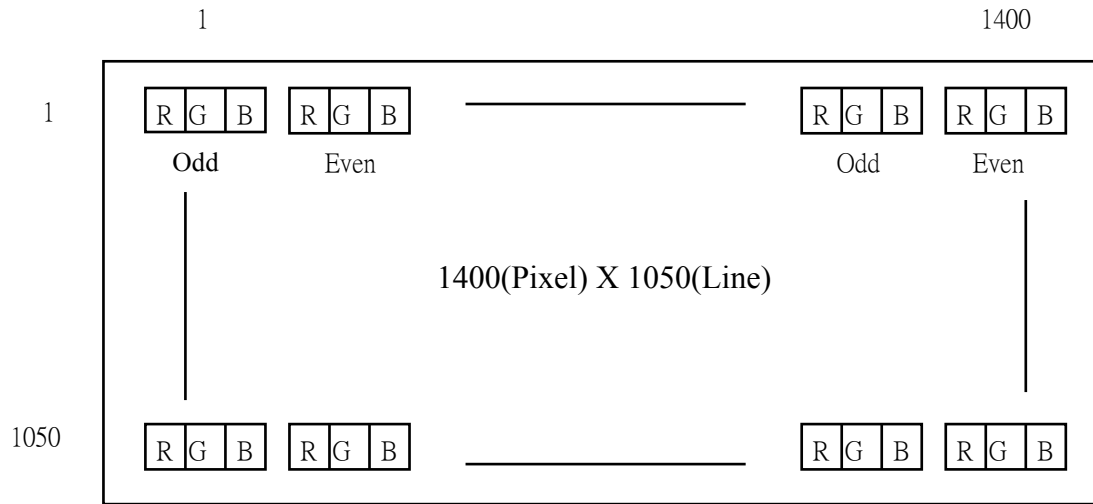 1 1400
1 R G B R G B R G B R G B
Odd Even Odd Even
1400(Pixel) X 1050(Line)
1050 R G B R G B R G B R G B